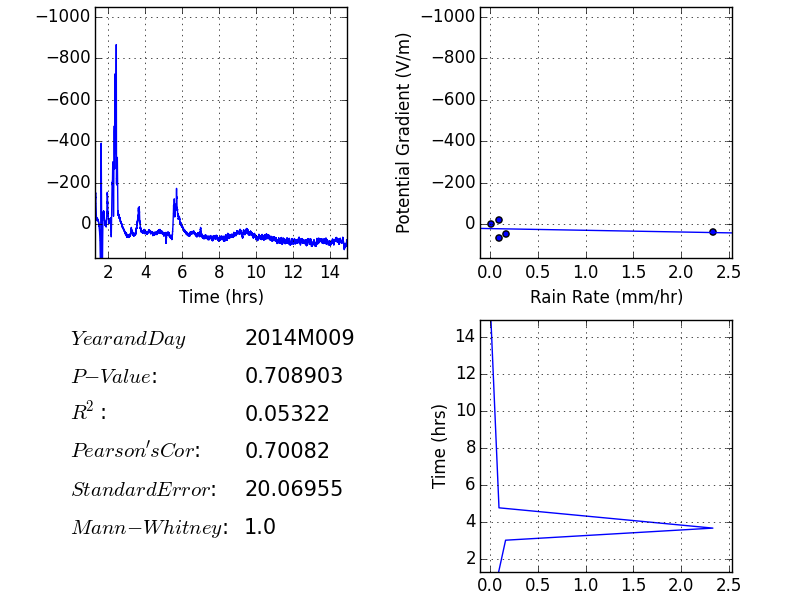 −1000
−800
−600
−400
−200
0
2 4 6 8 10 12 14
Time (hrs)
Potential Gradient (V/m)
−1000
−800
−600
−400
−200
0
0.0 0.5 1.0 1.5 2.0 2.5
Rain Rate (mm/hr)
YearandDay 2014M009
P−Value: 0.708903
R²: 0.05322
Pearson'sCor: 0.70082
StandardError: 20.06955
Mann−Whitney: 1.0
Time (hrs)
14
12
10
8
6
4
2
0.0 0.5 1.0 1.5 2.0 2.5